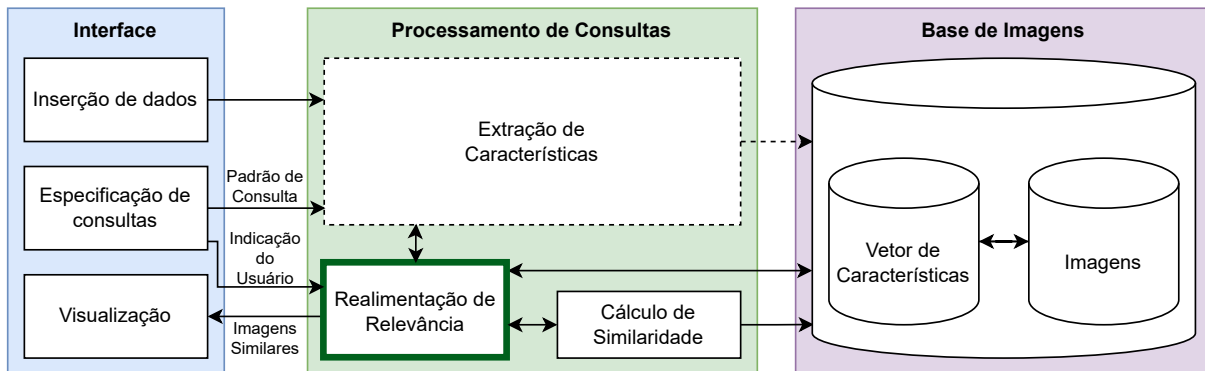 Interface
Inserção de dados
Especificação de
consultas
Visualização
Padrão de
Consulta
Indicação
do
Usuário
Imagens
Similares
Processamento de Consultas
Extração de
Características
Realimentação de
Relevância
Cálculo de
Similaridade
Base de Imagens
Vetor de
Características
Imagens